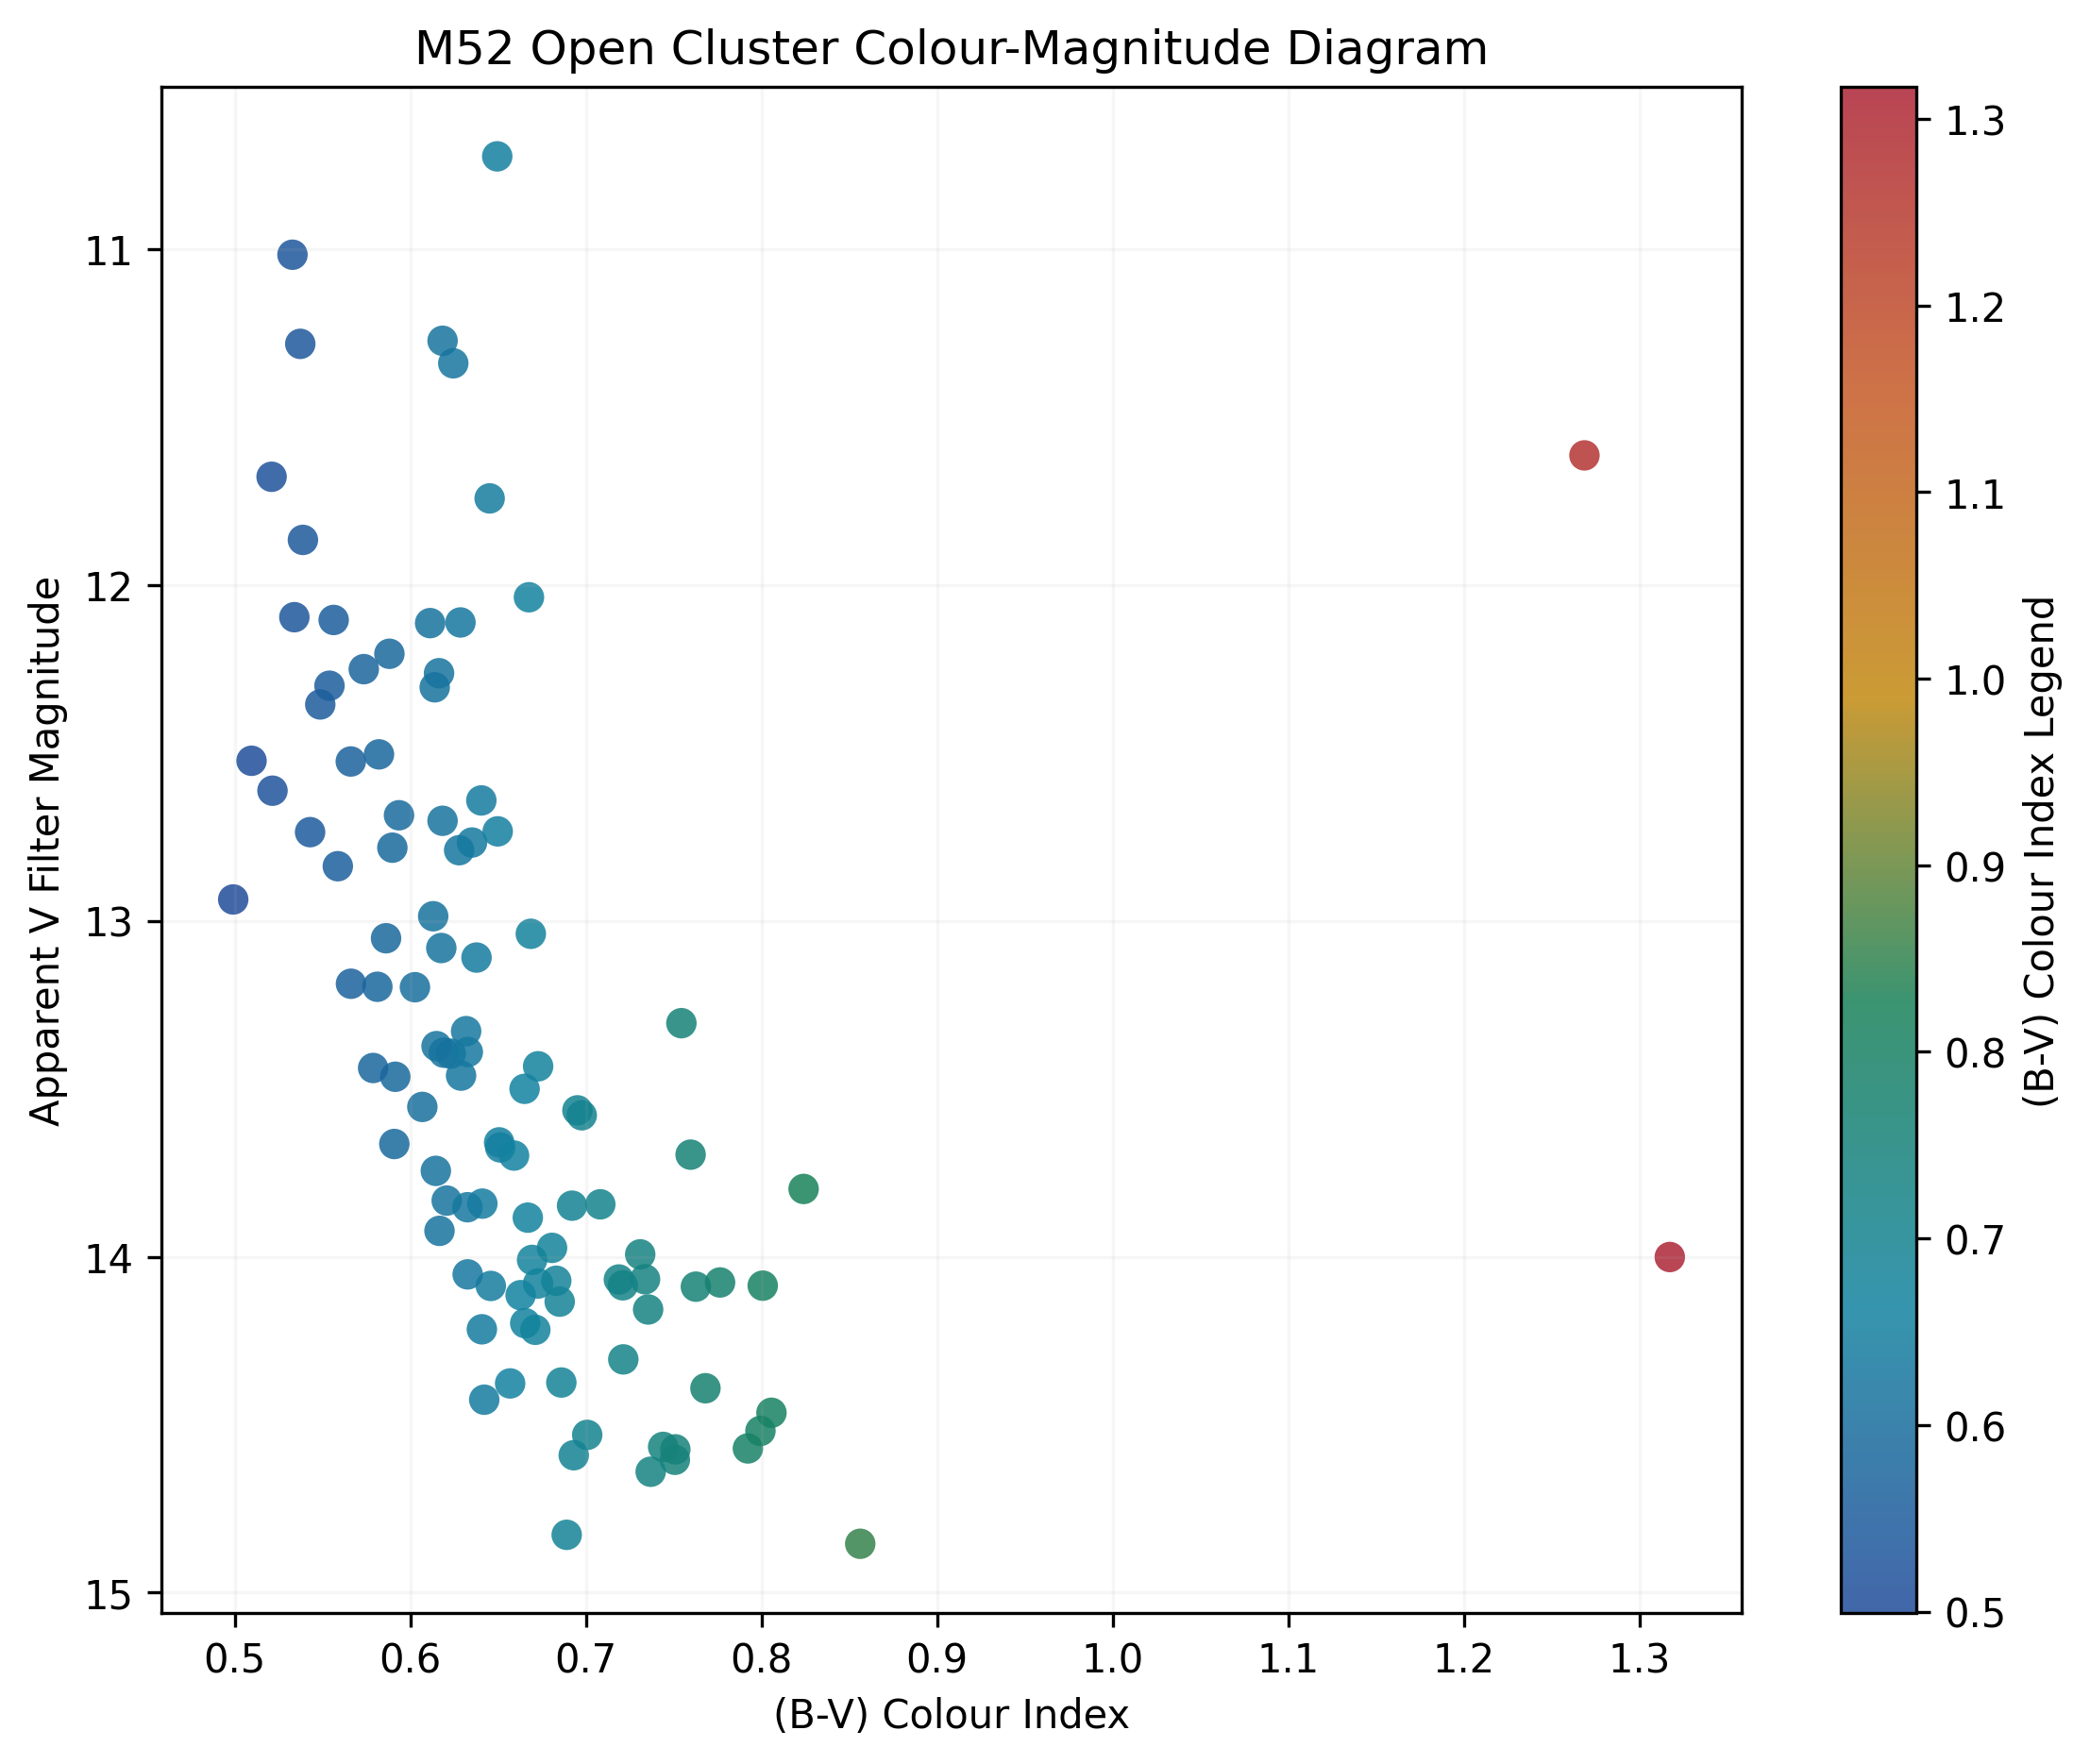 M52 Open Cluster Colour-Magnitude Diagram
Apparent V Filter Magnitude
11
12
13
14
15
0.5 0.6 0.7 0.8 0.9 1.0 1.1 1.2 1.3
(B-V) Colour Index
1.3
1.2
1.1
1.0
0.9
0.8
0.7
0.6
0.5
(B-V) Colour Index Legend